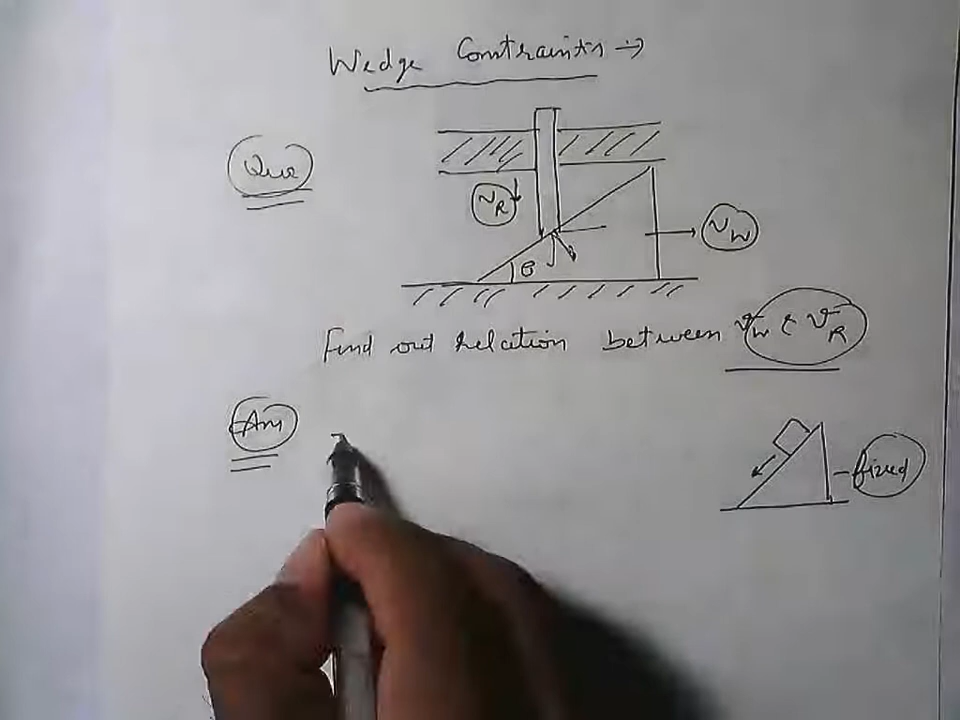 Wedge Contraints →
Que
v_R
v_W
θ
Find out relation between v_W & v_R
Ans
fixed